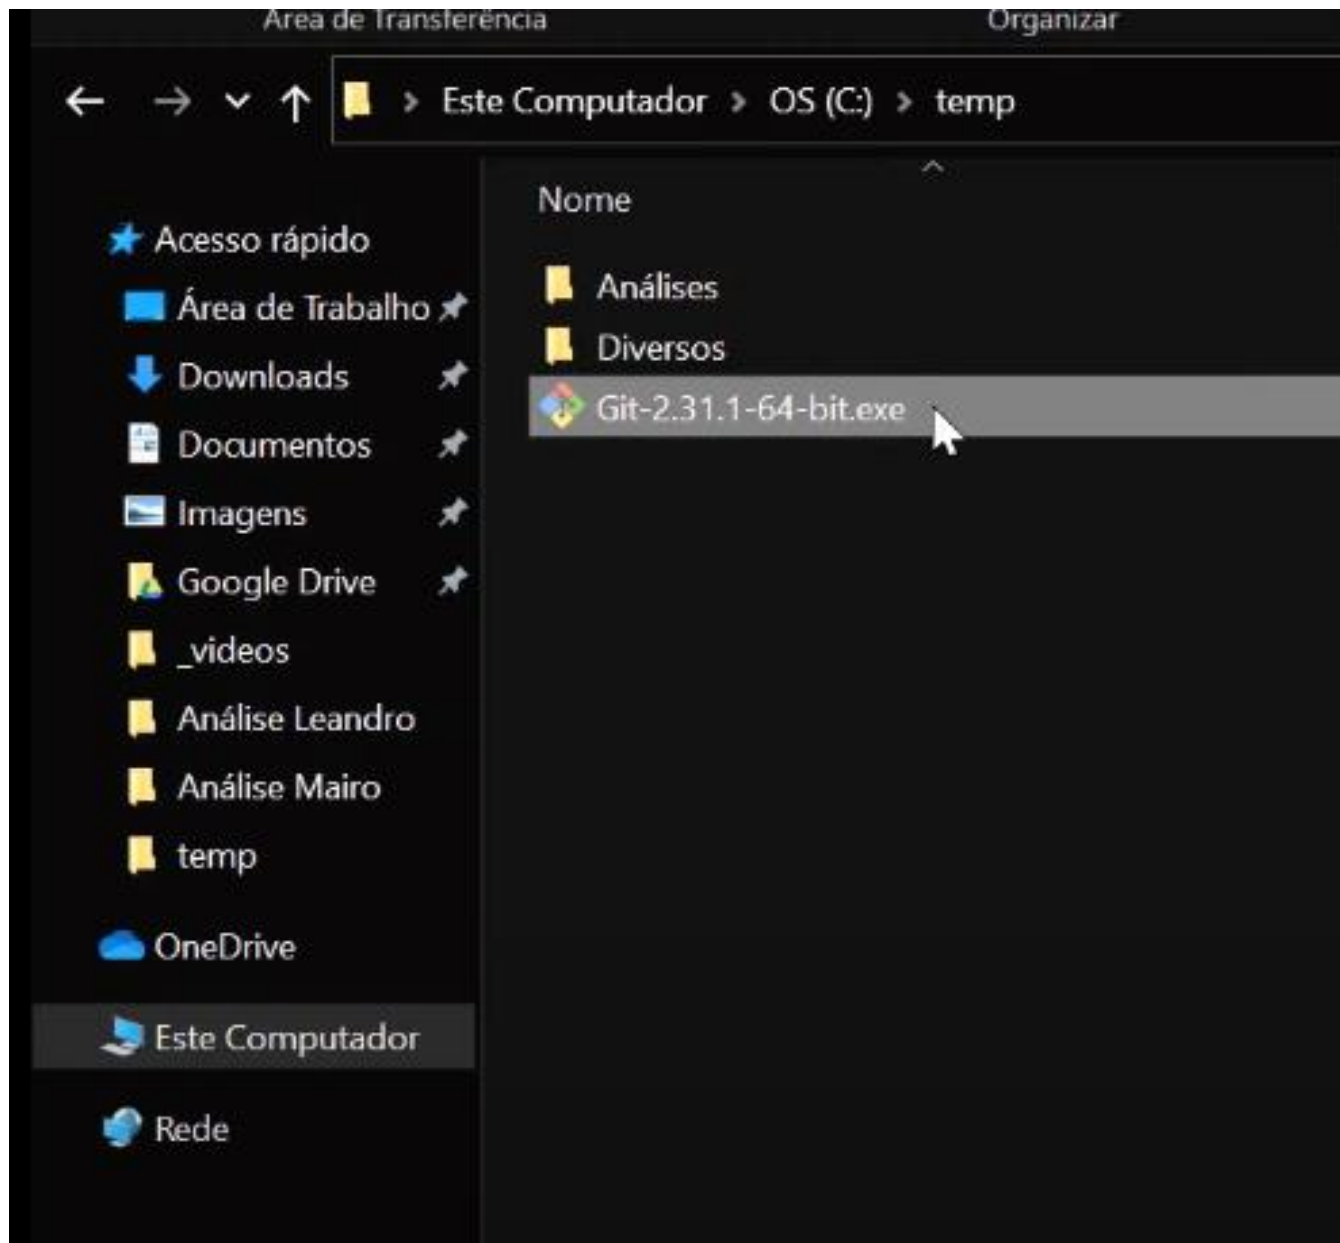 Área de Transferência
Organizar
Este Computador > OS (C:) > temp
Nome
Acesso rápido
Área de Trabalho
Downloads
Documentos
Imagens
Google Drive
_videos
Análise Leandro
Análise Mairo
temp
OneDrive
Este Computador
Rede
Análises
Diversos
Git-2.31.1-64-bit.exe